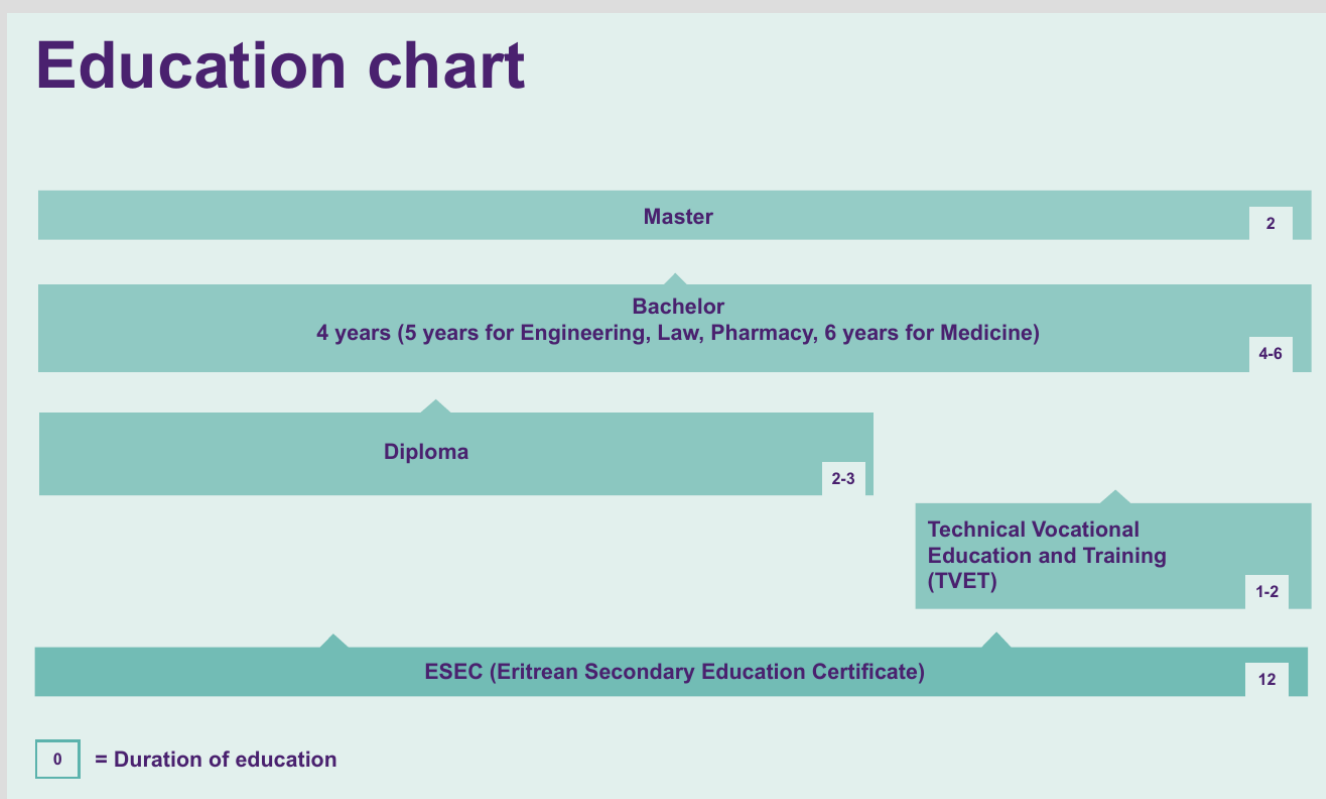 Education chart
Master
2
Bachelor
4 years (5 years for Engineering, Law, Pharmacy, 6 years for Medicine)
4-6
Diploma
2-3
Technical Vocational
Education and Training
(TVET)
1-2
ESEC (Eritrean Secondary Education Certificate)
12
0
= Duration of education